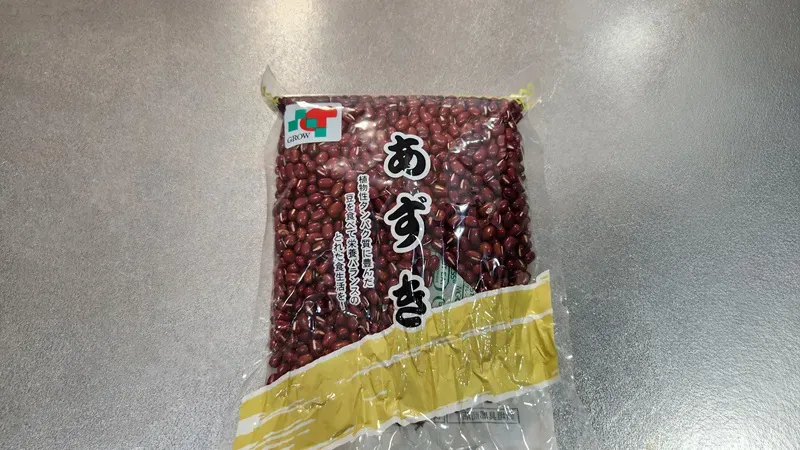 GROW
あずき
植物性タンパク質に豊んだ
豆を食べて栄養バランスの
とれた食生活を!